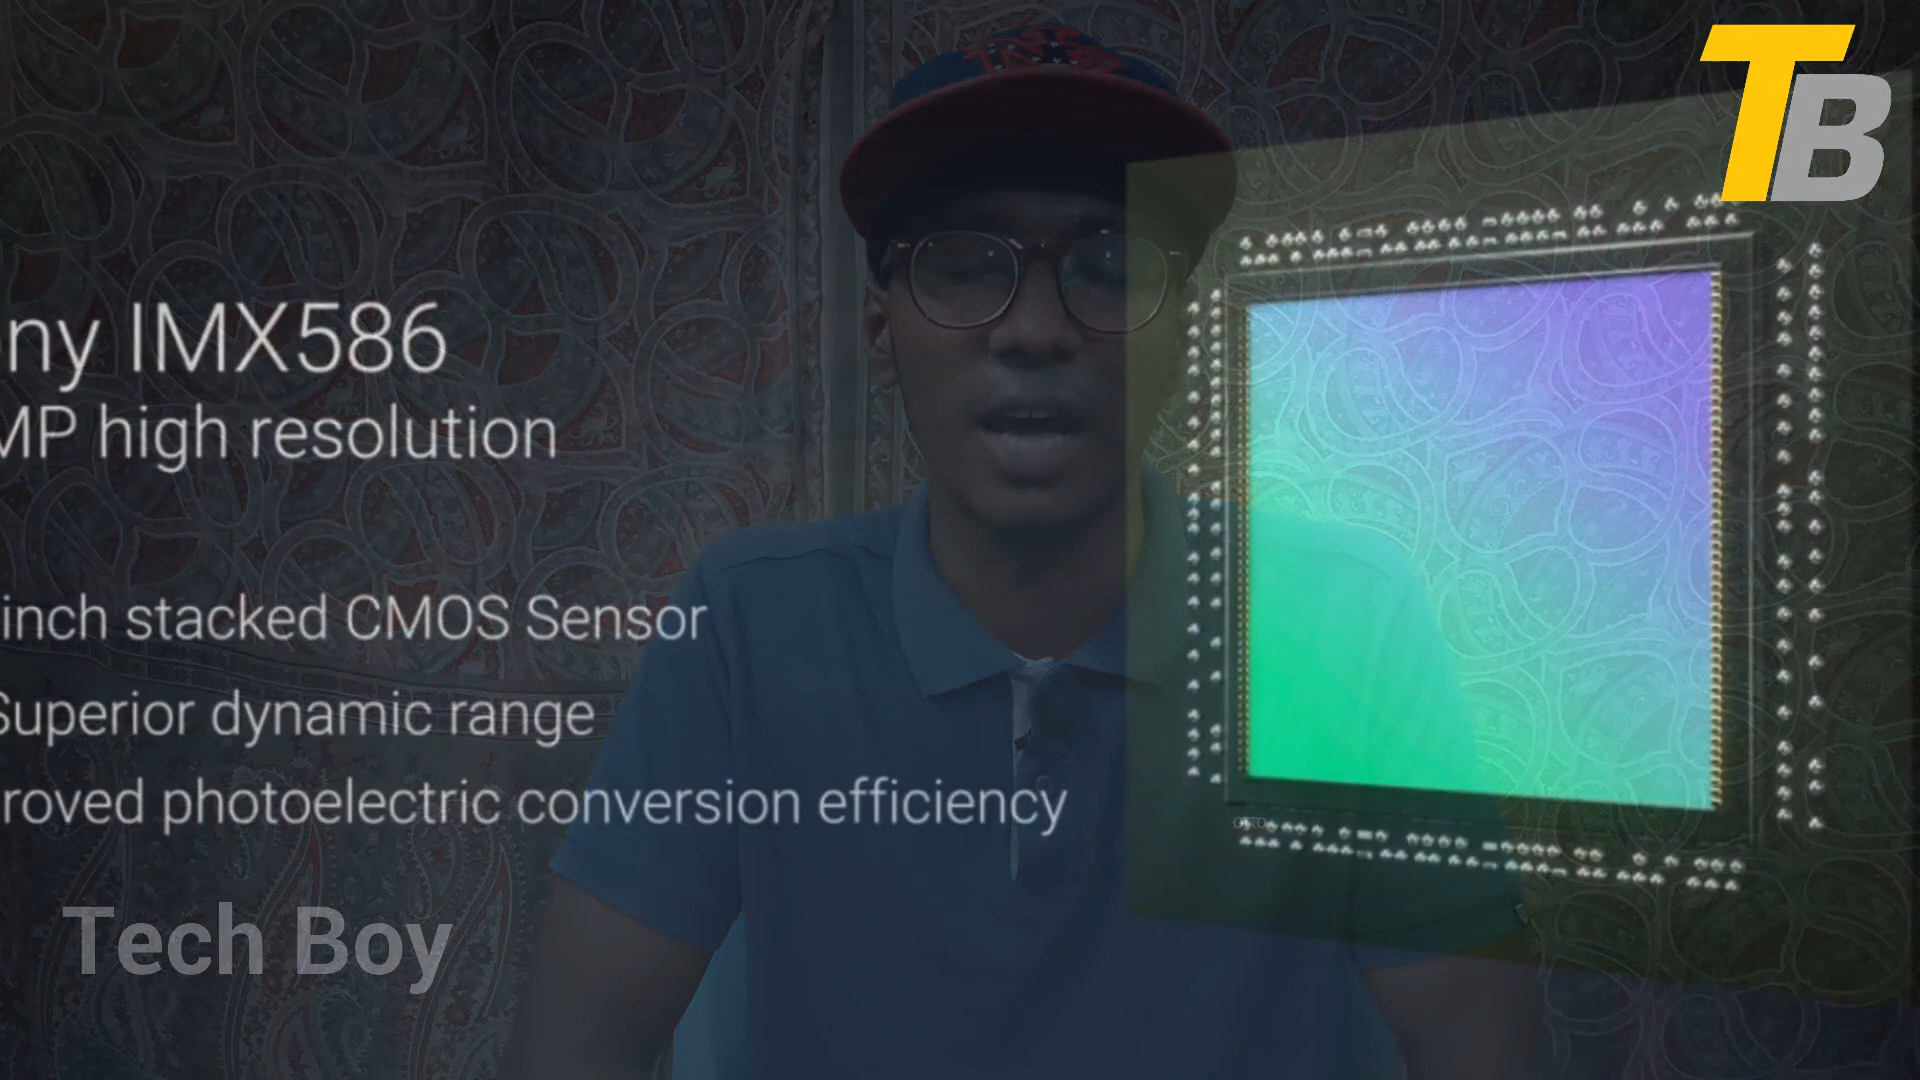 TB
ny IMX586
MP high resolution
inch stacked CMOS Sensor
Superior dynamic range
roved photoelectric conversion efficiency
Tech Boy